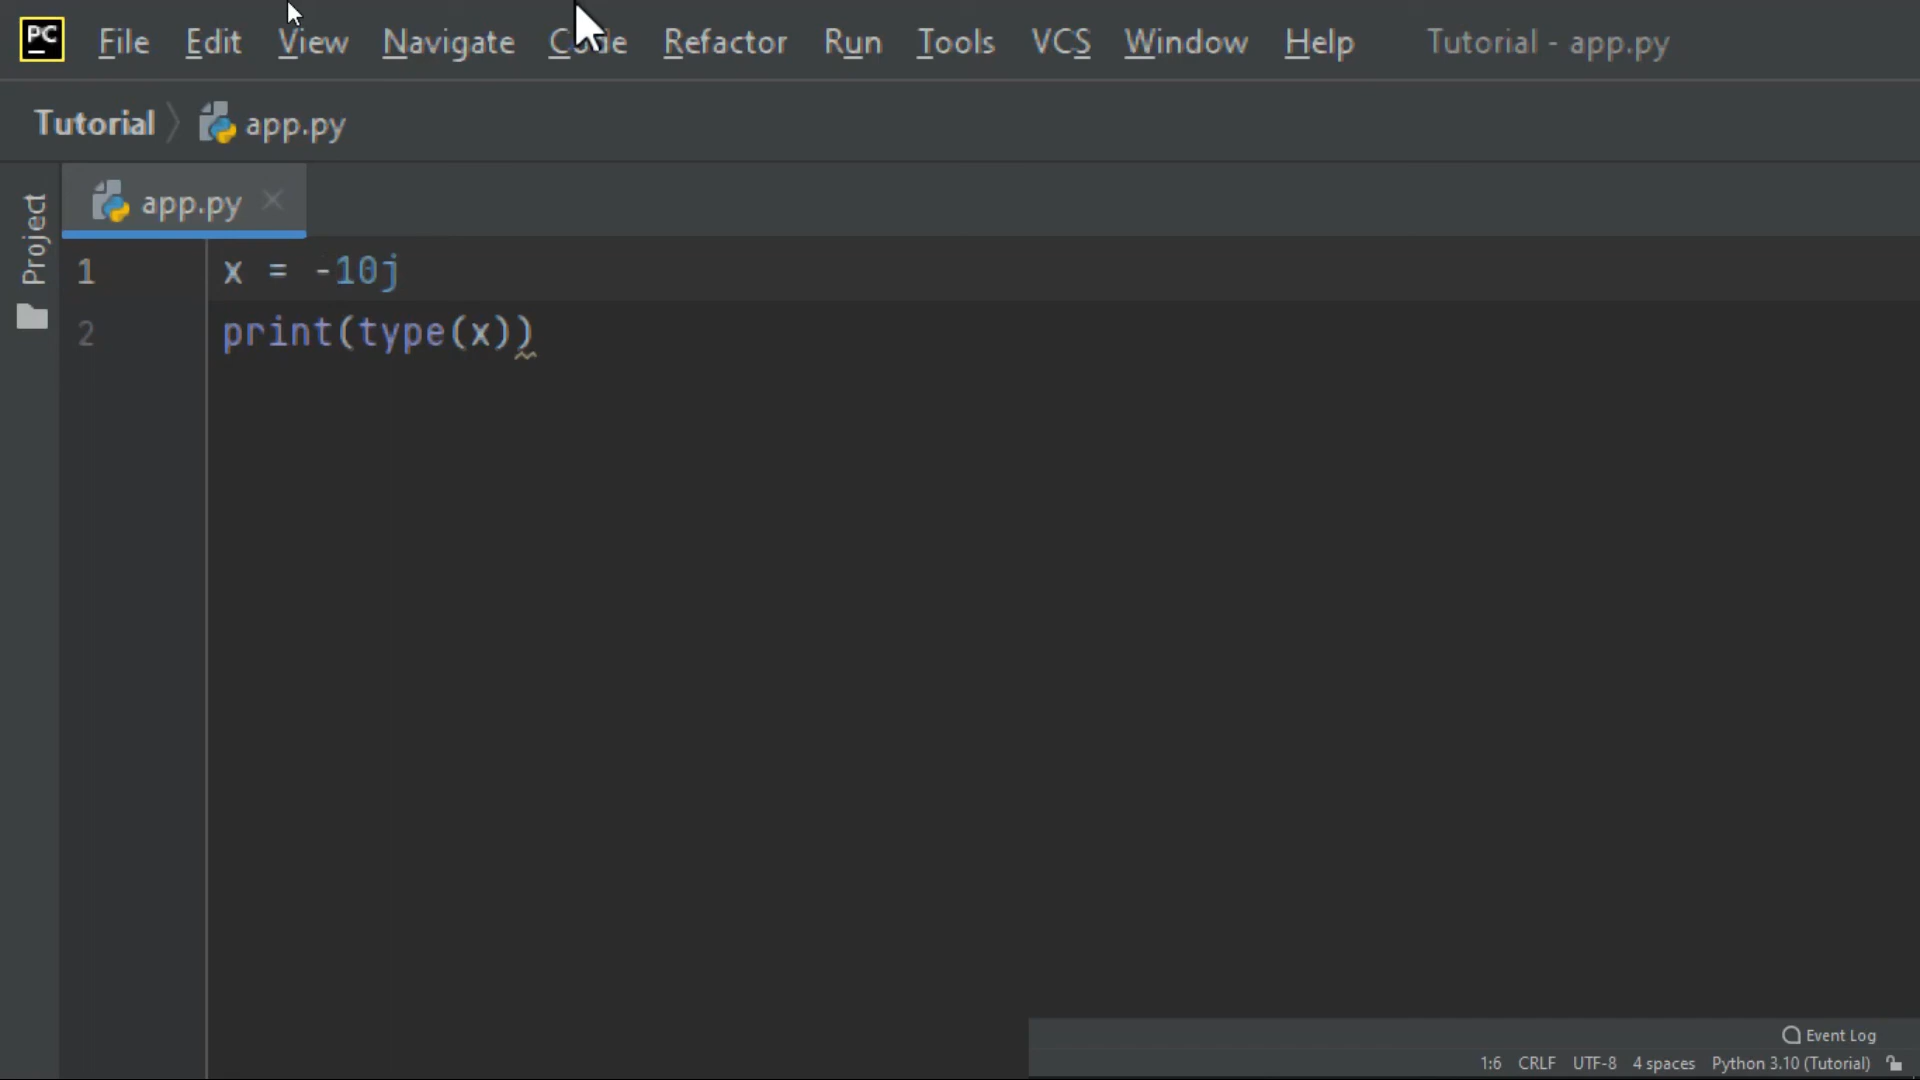 PC File Edit View Navigate Code Refactor Run Tools VCS Window Help Tutorial - app.py
Tutorial app.py
Project
app.py
1 x = -10j
2 print(type(x))
Event Log
1:6 CRLF UTF-8 4 spaces Python 3.10 (Tutorial)